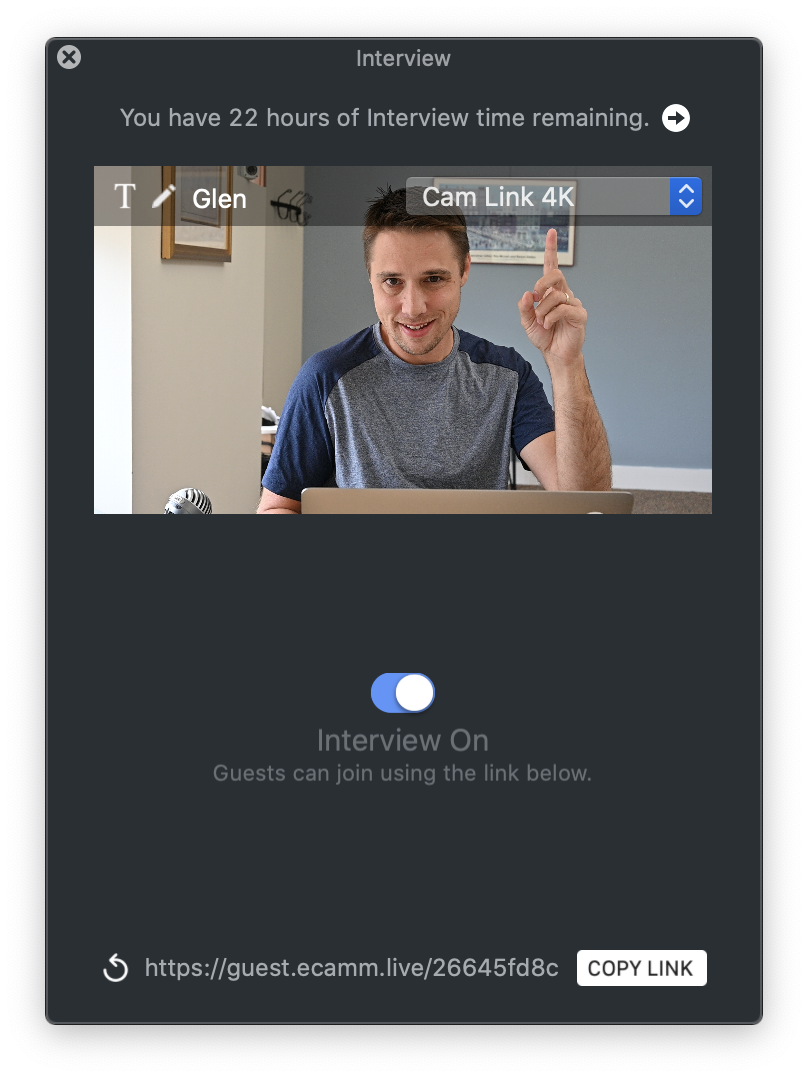 Interview
You have 22 hours of Interview time remaining.
T Glen Cam Link 4K
Interview On
Guests can join using the link below.
https://guest.ecamm.live/26645fd8c COPY LINK